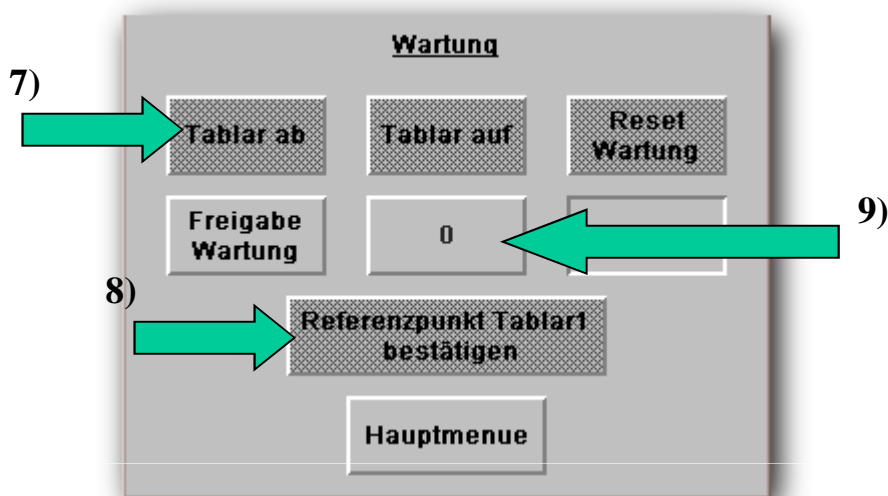 Wartung
7)
Tablar ab
Tablar auf
Reset
Wartung
Freigabe
Wartung
0
9)
8)
Referenzpunkt Tablar1
bestätigen
Hauptmenue